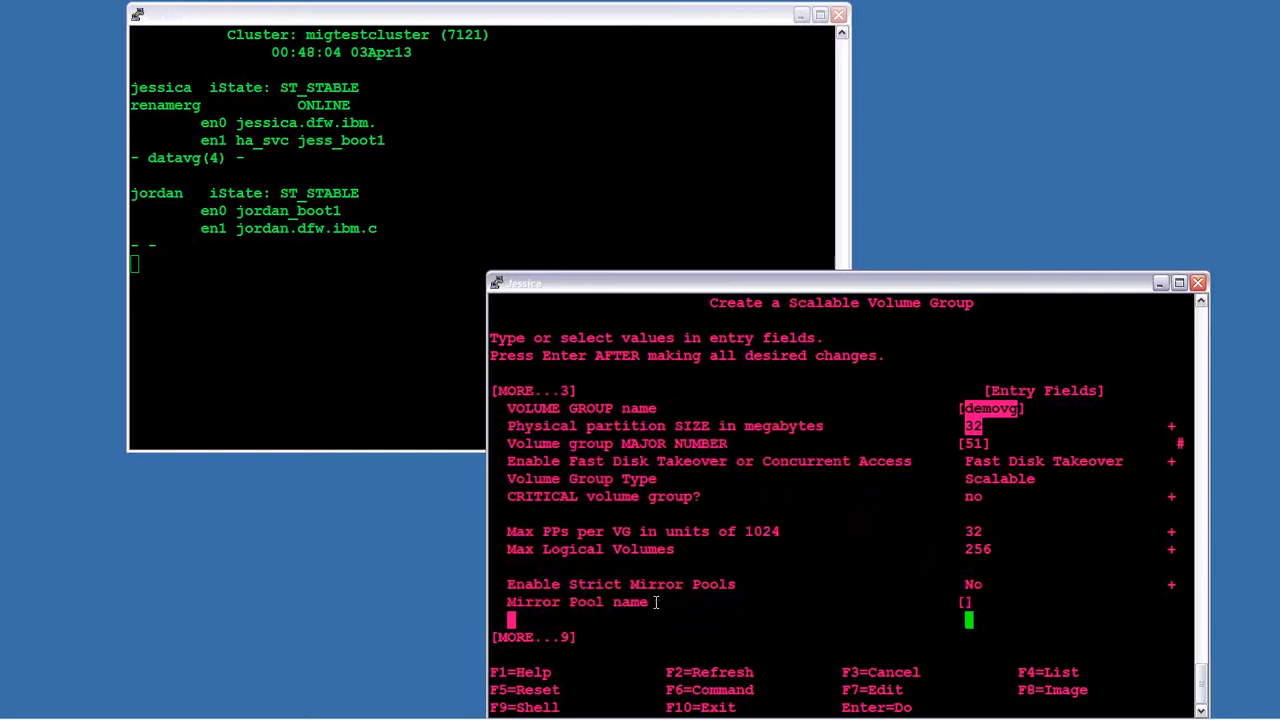 Cluster: migtestcluster (7121)
00:48:04 03Apr13
jessica iState: ST_STABLE
renamerg ONLINE
en0 jessica.dfw.ibm.
en1 ha_svc jess_boot1
- datavg(4) -
jordan iState: ST_STABLE
en0 jordan_boot1
en1 jordan.dfw.ibm.c
- -
Jessica
Create a Scalable Volume Group
Type or select values in entry fields.
Press Enter AFTER making all desired changes.
[MORE...3] [Entry Fields]
VOLUME GROUP name [demovg]
Physical partition SIZE in megabytes 32 +
Volume group MAJOR NUMBER [51] #
Enable Fast Disk Takeover or Concurrent Access Fast Disk Takeover +
Volume Group Type Scalable
CRITICAL volume group? no +
Max PPs per VG in units of 1024 32 +
Max Logical Volumes 256 +
Enable Strict Mirror Pools No +
Mirror Pool name []
[MORE...9]
F1=Help F2=Refresh F3=Cancel F4=List
F5=Reset F6=Command F7=Edit F8=Image
F9=Shell F10=Exit Enter=Do